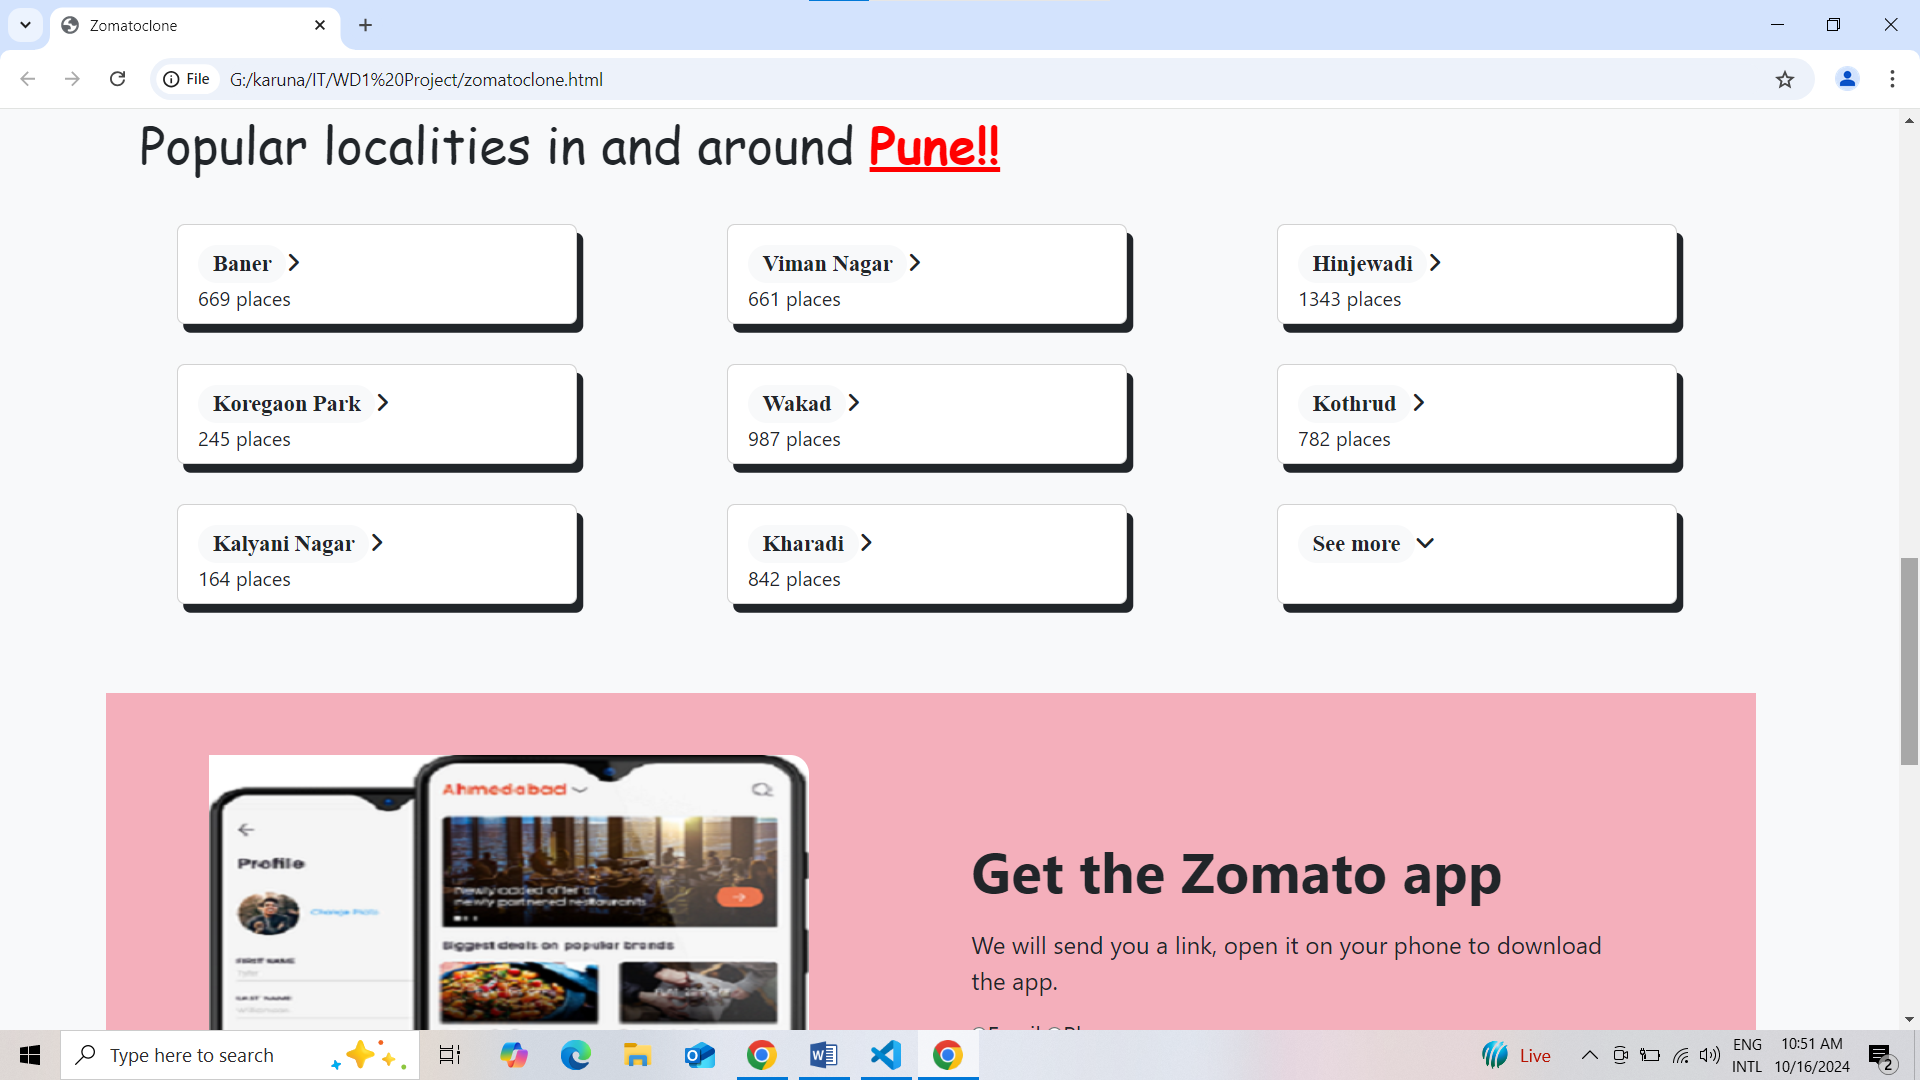 Zomatoclone
File
G:/karuna/IT/WD1%20Project/zomatoclone.html
Popular localities in and around Pune!!
Baner
669 places
Viman Nagar
661 places
Hinjewadi
1343 places
Koregaon Park
245 places
Wakad
987 places
Kothrud
782 places
Kalyani Nagar
164 places
Kharadi
842 places
See more
Ahmedabad
Profile
Change Photo
FIRST NAME
LAST NAME
Newly added offer of
newly partnered restaurants
Biggest deals on popular brands
Get the Zomato app
We will send you a link, open it on your phone to download
the app.
Type here to search
Live
ENG
INTL
10:51 AM
10/16/2024
2